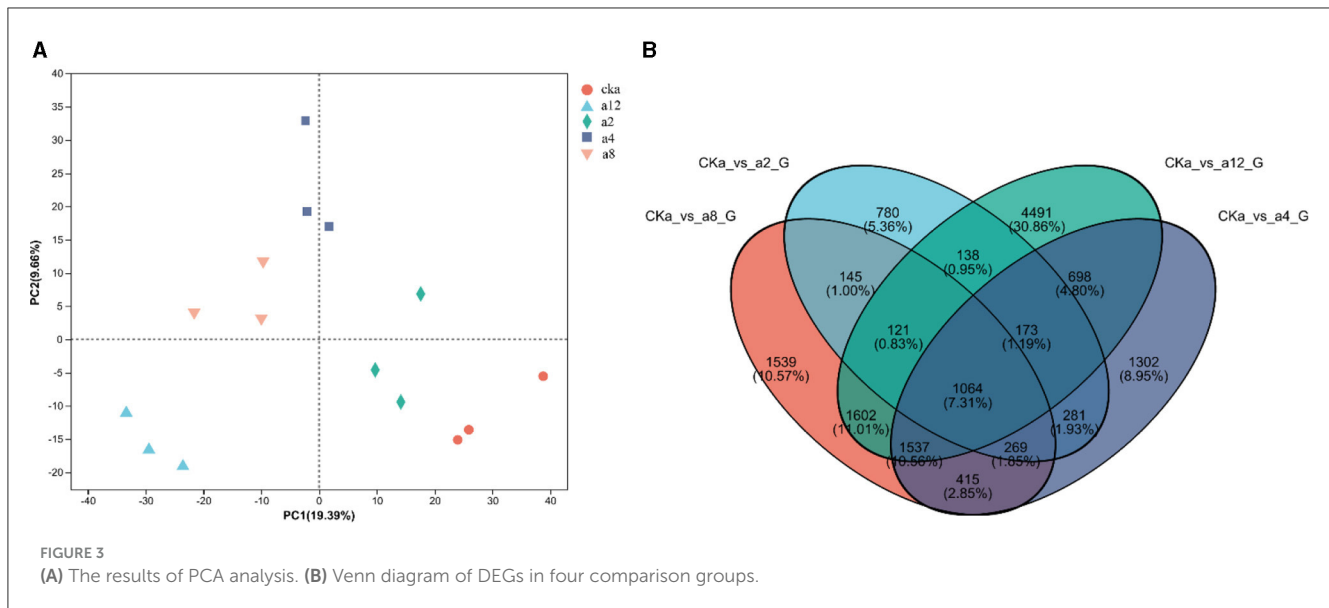 A
B
40
35
30
25
20
15
10
5
0
-5
-10
-15
-20
PC2(9.66%)
-40 -30 -20 -10 0 10 20 30 40
PC1(19.39%)
cka
a12
a2
a4
a8
CKa_vs_a2_G
CKa_vs_a12_G
CKa_vs_a8_G
CKa_vs_a4_G
780
(5.36%)
4491
(30.86%)
138
(0.95%)
145
(1.00%)
698
(4.80%)
121
(0.83%)
173
(1.19%)
1539
(10.57%)
1302
(8.95%)
1064
(7.31%)
1602
(11.01%)
281
(1.93%)
1537
(10.56%)
269
(1.85%)
415
(2.85%)
FIGURE 3
(A) The results of PCA analysis. (B) Venn diagram of DEGs in four comparison groups.